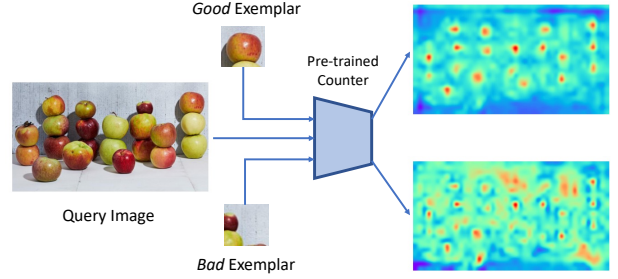 Good Exemplar
Pre-trained
Counter
Query Image
Bad Exemplar